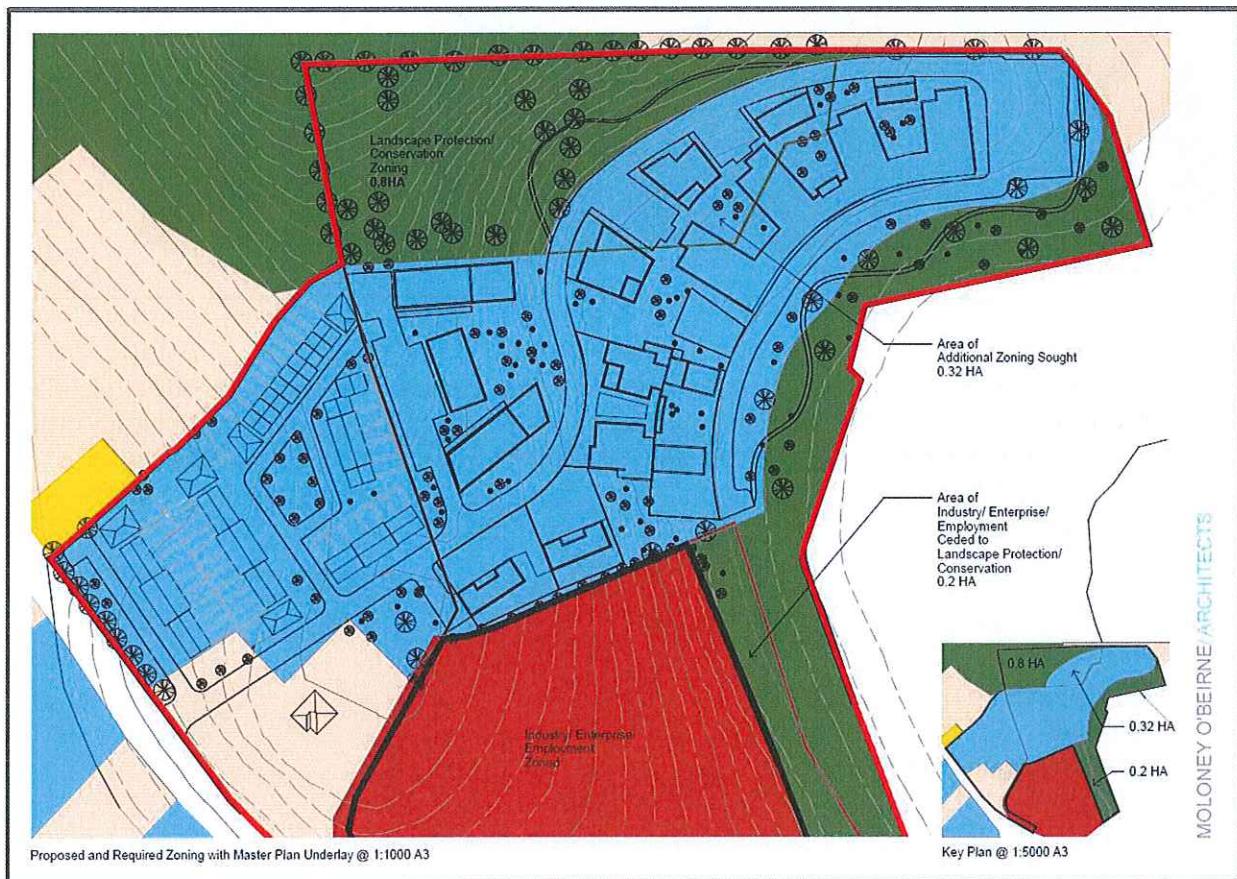 Landscape Protection/
Conservation
Zoning
0.8HA
Area of
Additional Zoning Sought
0.32 HA
Area of
Industry/ Enterprise/
Employment
Ceded to
Landscape Protection/
Conservation
0.2 HA
Industry/ Enterprise/
Employment
Zoned
0.8 HA
0.32 HA
0.2 HA
MOLONEY O'BEIRNE ARCHITECTS
Proposed and Required Zoning with Master Plan Underlay @ 1:1000 A3
Key Plan @ 1:5000 A3